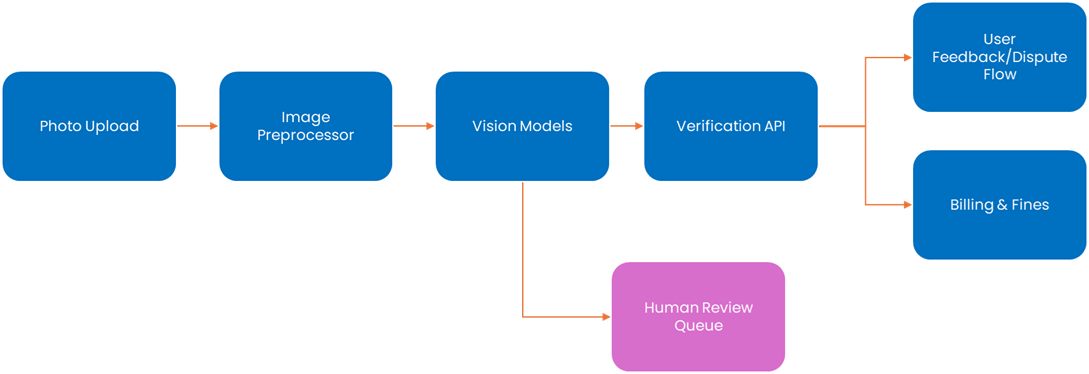 Photo Upload
Image
Preprocessor
Vision Models
Verification API
User
Feedback/Dispute
Flow
Billing & Fines
Human Review
Queue